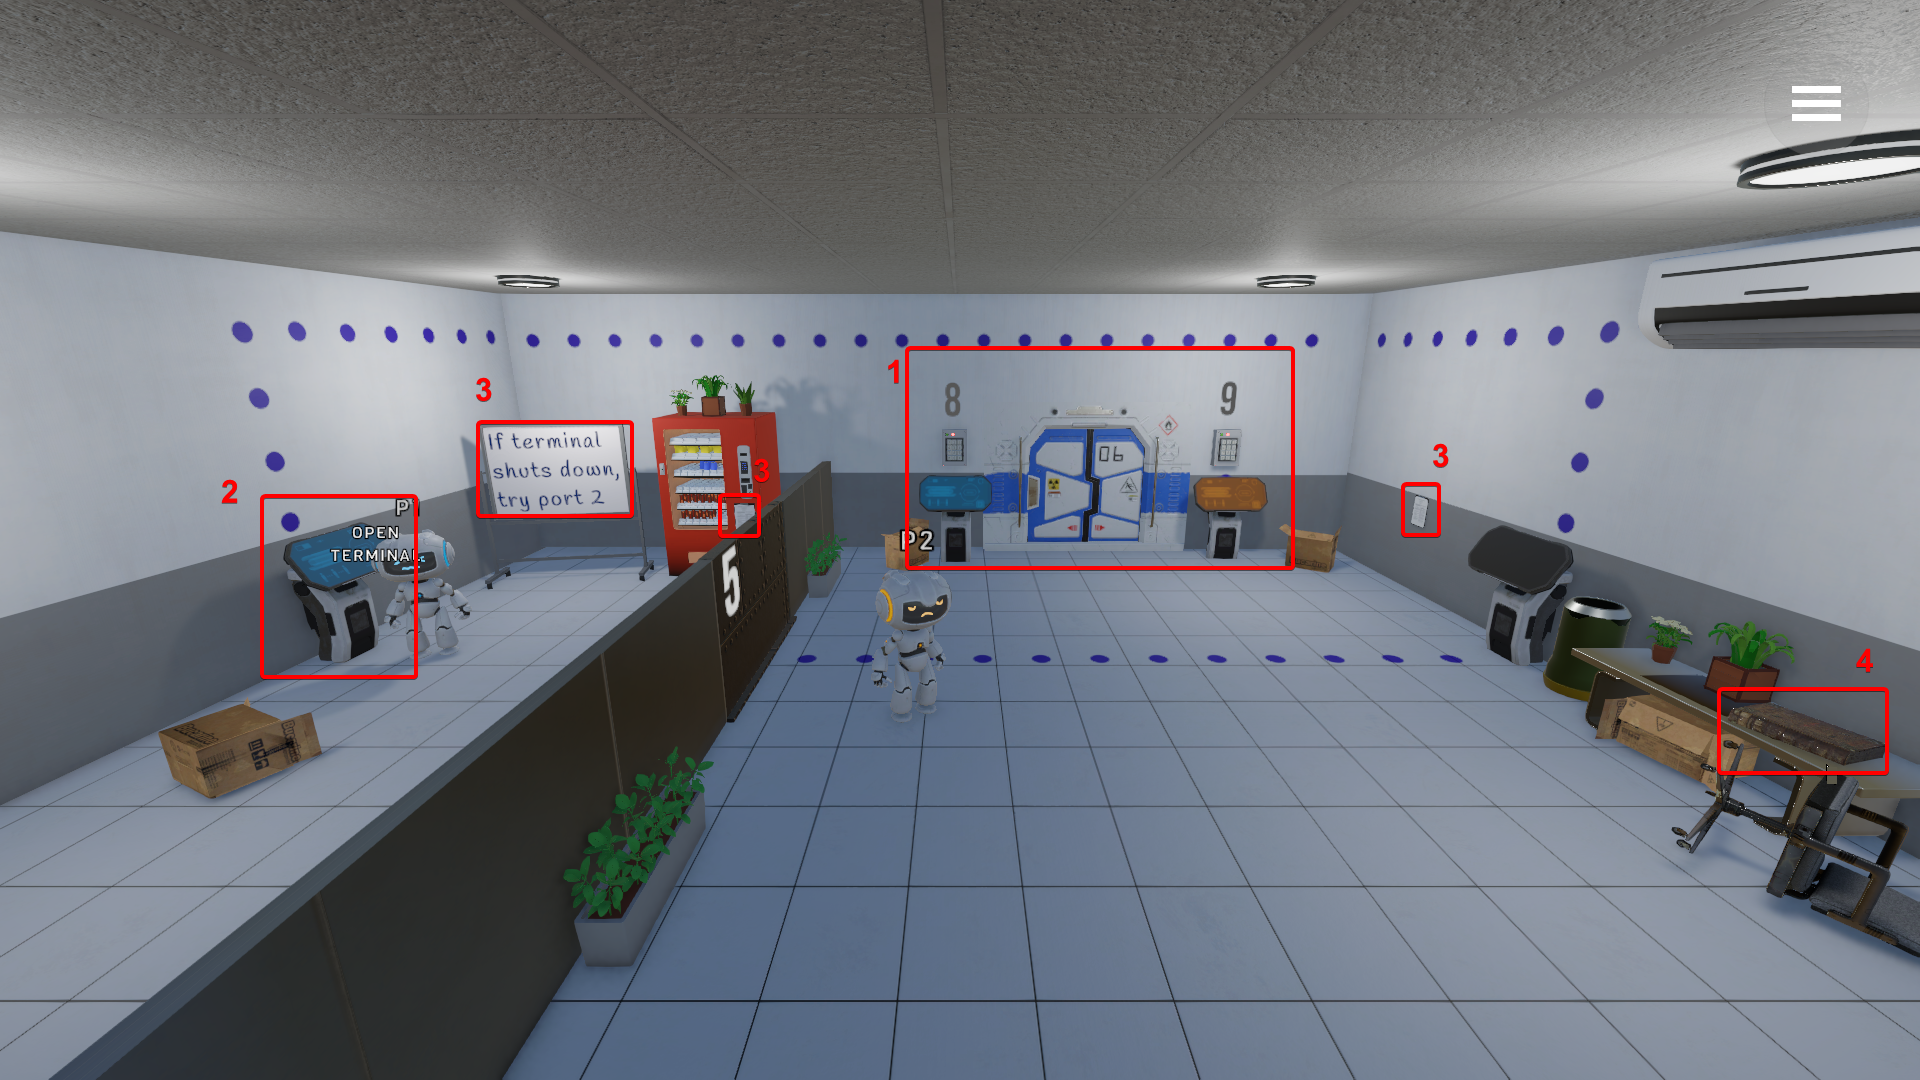 3
If terminal
shuts down,
try port 2
3
1
8
9
06
3
2
P1
OPEN
TERMINAL
P2
5
4